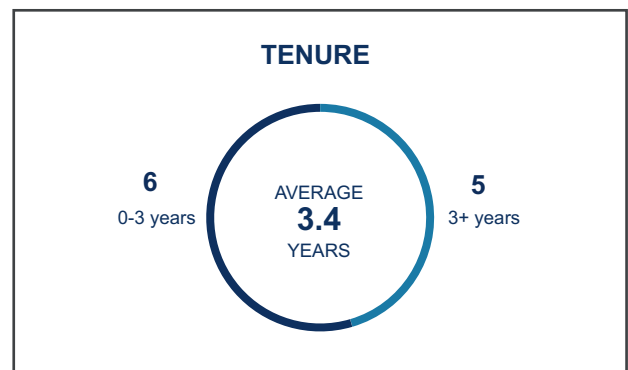 TENURE
6
0-3 years
AVERAGE
3.4
YEARS
5
3+ years